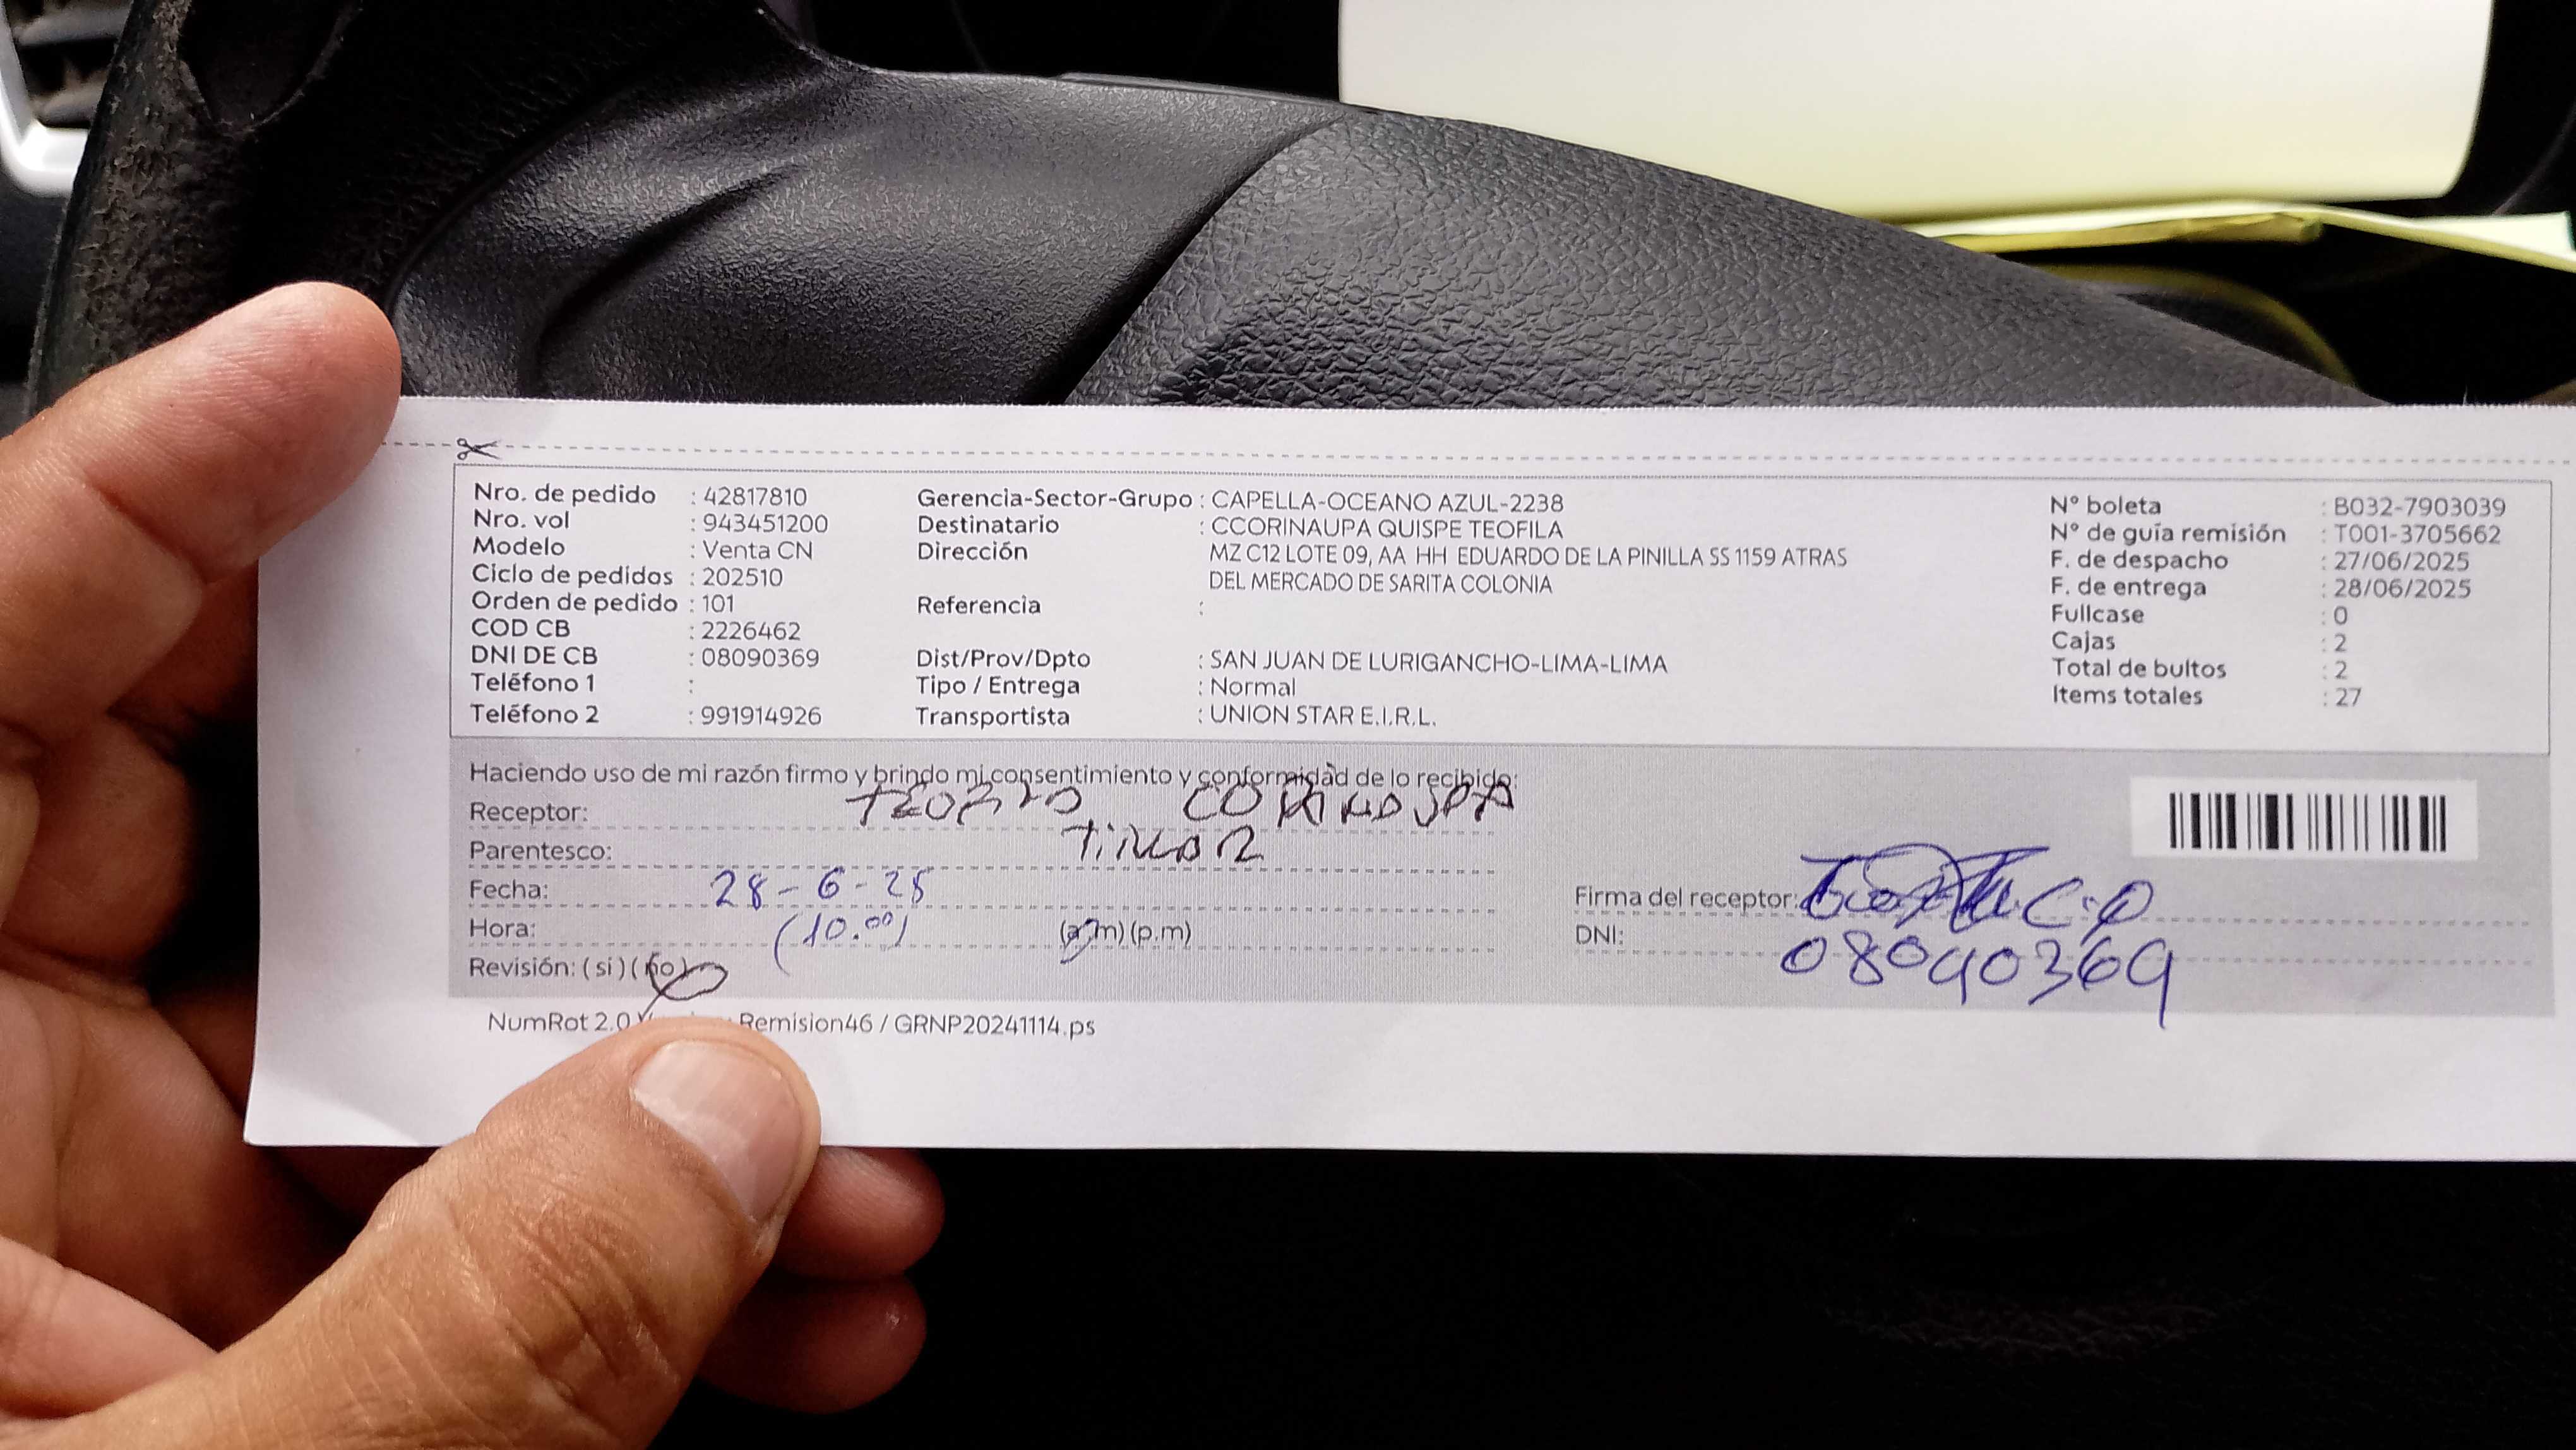 Nro. de pedido : 42817810
Nro. vol : 943451200
Modelo : Venta CN
Ciclo de pedidos : 202510
Orden de pedido : 101
COD CB : 2226462
DNI DE CB : 08090369
Teléfono 1 :
Teléfono 2 : 991914926
Gerencia-Sector-Grupo : CAPELLA-OCEANO AZUL-2238
Destinatario : CCORINAUPA QUISPE TEOFILA
Dirección MZ C12 LOTE 09, AA HH EDUARDO DE LA PINILLA SS 1159 ATRAS
DEL MERCADO DE SARITA COLONIA
Referencia :
Dist/Prov/Dpto : SAN JUAN DE LURIGANCHO-LIMA-LIMA
Tipo / Entrega : Normal
Transportista : UNION STAR E.I.R.L.
N° boleta : B032-7903039
N° de guía remisión : T001-3705662
F. de despacho : 27/06/2025
F. de entrega : 28/06/2025
Fullcase : 0
Cajas : 2
Total de bultos : 2
Items totales : 27
Haciendo uso de mi razón firmo y brindo mi consentimiento y conformidad de lo recibido:
Receptor:
Parentesco:
Fecha: 28-6-25
Hora: (10.00) (a.m) (p.m)
Revisión: (si) (no)
Firma del receptor:
DNI: 08090369
NumRot 2.0 Remision46 / GRNP20241114.ps